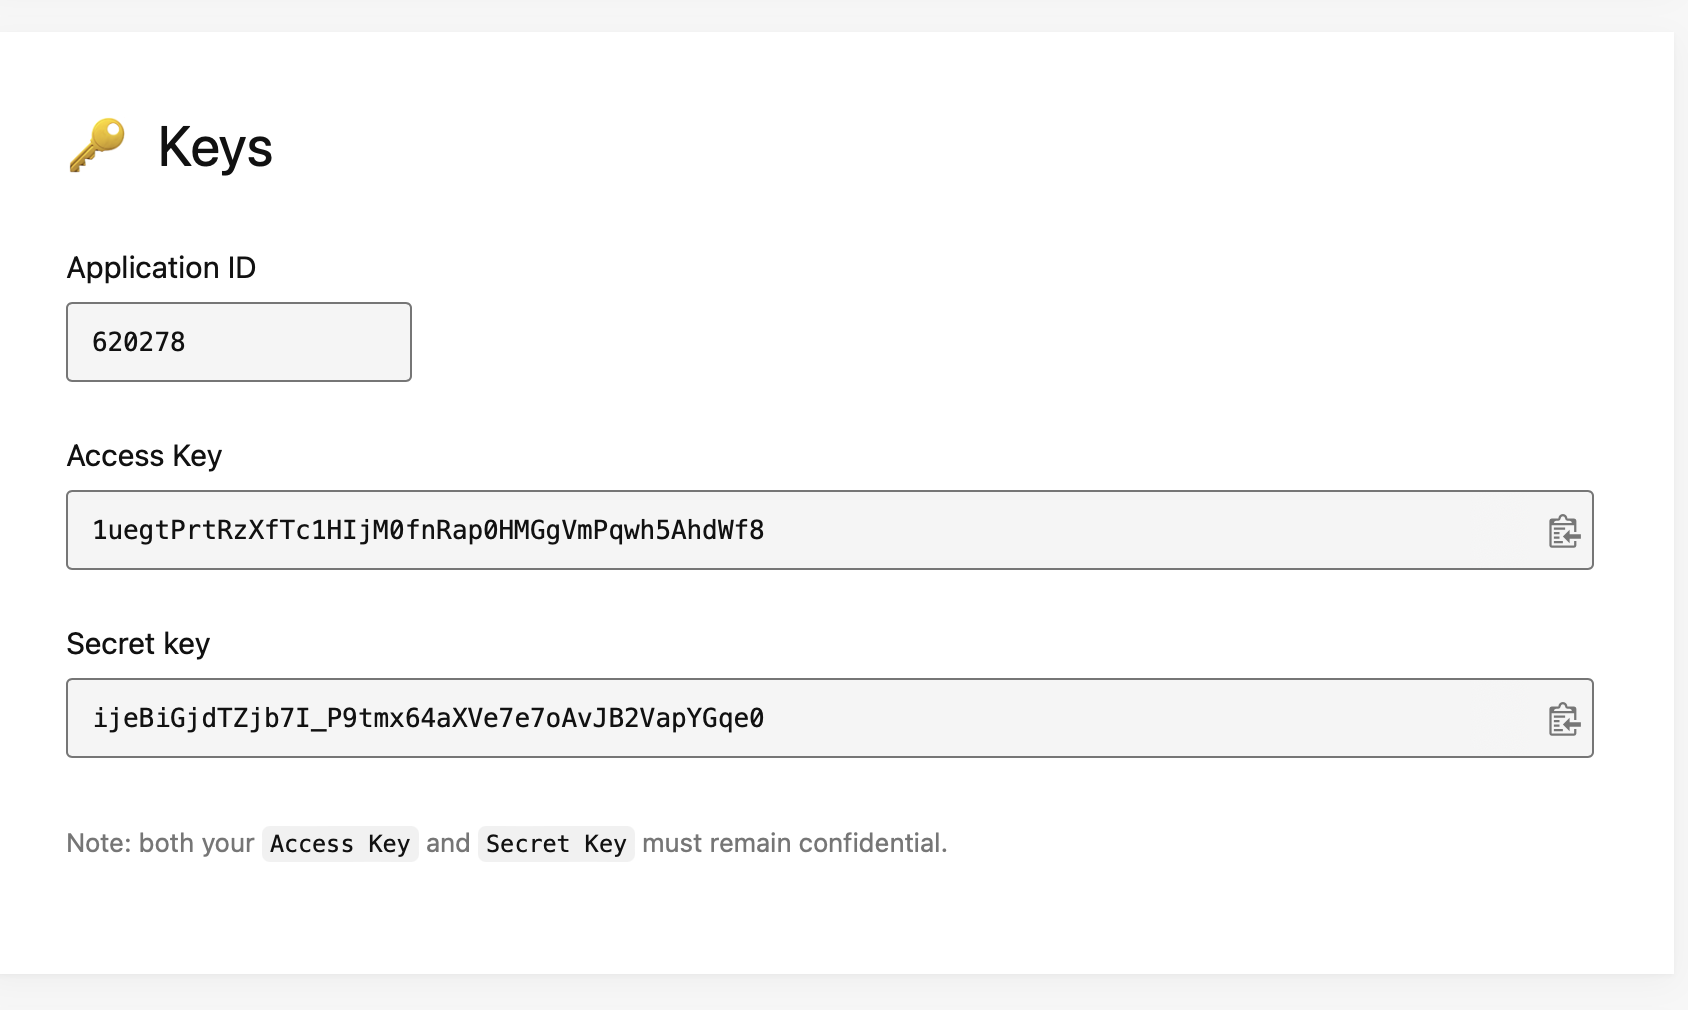 Keys
Application ID
620278
Access Key
1uegtPrtRzXfTc1HIjM0fnRap0HMGgVmPqwh5AhdWf8
Secret key
ijeBiGjdTZjb7I_P9tmx64aXVe7e7oAvJB2VapYGqe0
Note: both your Access Key and Secret Key must remain confidential.